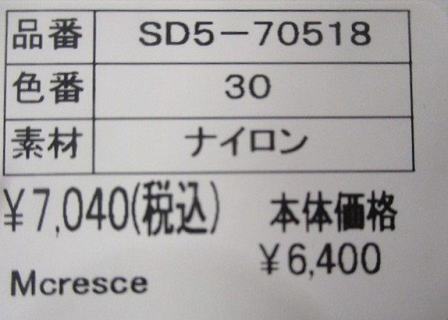 品番 SD5-70518
色番 30
素材 ナイロン
¥7,040(税込) 本体価格
¥6,400
Mcresce